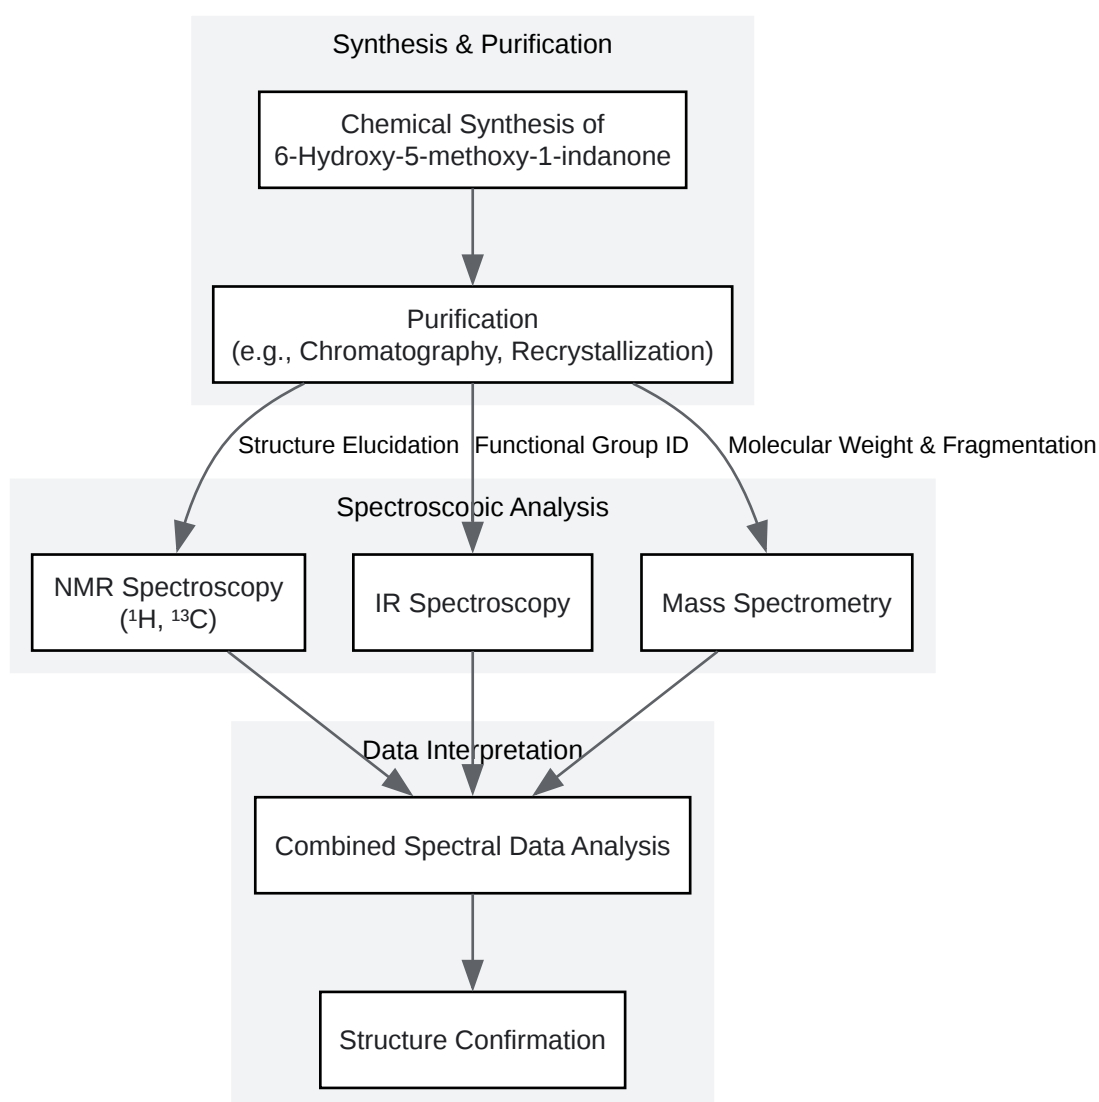 Synthesis & Purification
Chemical Synthesis of
6-Hydroxy-5-methoxy-1-indanone
Purification
(e.g., Chromatography, Recrystallization)
Structure Elucidation
Functional Group ID
Molecular Weight & Fragmentation
Spectroscopic Analysis
NMR Spectroscopy
(¹H, ¹³C)
IR Spectroscopy
Mass Spectrometry
Data Interpretation
Combined Spectral Data Analysis
Structure Confirmation